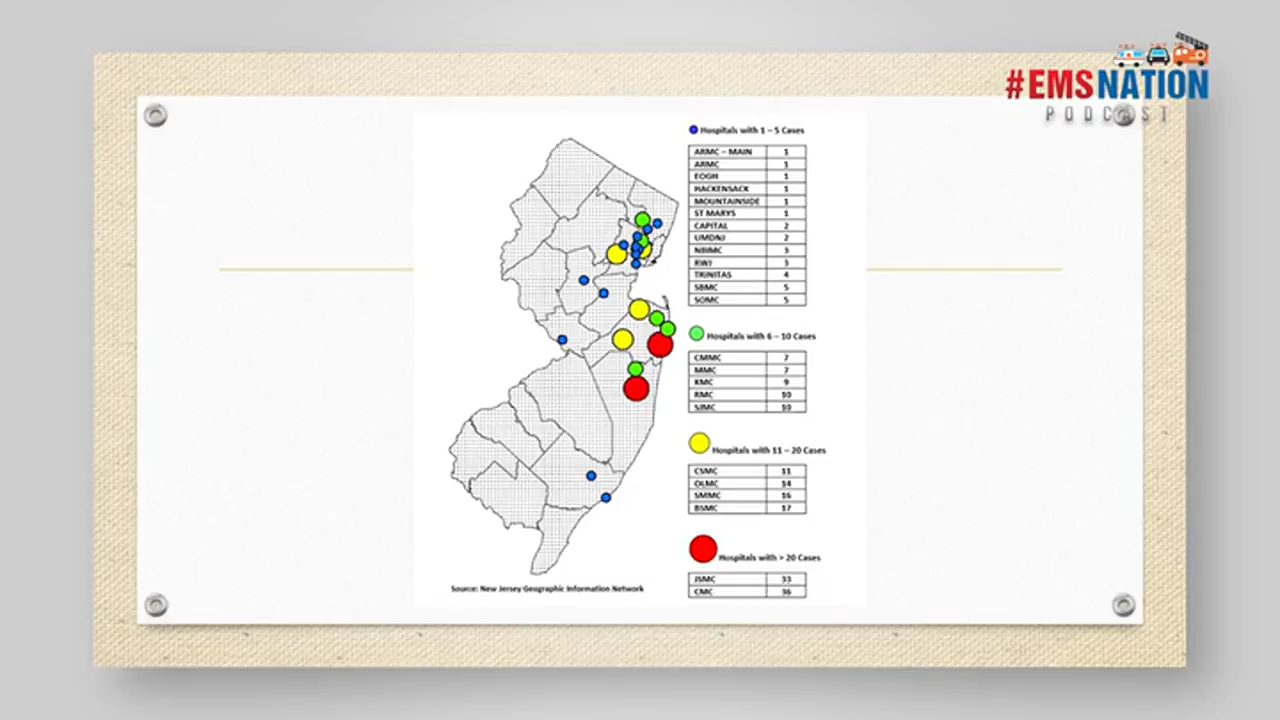 #EMSNATION
PODCAST
Hospitals with 1 – 5 Cases
ARMC – MAIN 1
ARMC 1
EOGH 1
HACKENSACK 1
MOUNTAINSIDE 1
ST MARYS 1
CAPITAL 2
UMDNJ 2
NBIMC 3
RWJ 3
TRINITAS 4
SBMC 5
SOMC 5
Hospitals with 6 – 10 Cases
CMMC 7
MMC 7
KMC 9
RMC 10
SJMC 10
Hospitals with 11 – 20 Cases
CSMC 11
OLMC 14
SMMC 16
BSMC 17
Hospitals with > 20 Cases
JSMC 33
CMC 36
Source: New Jersey Geographic Information Network